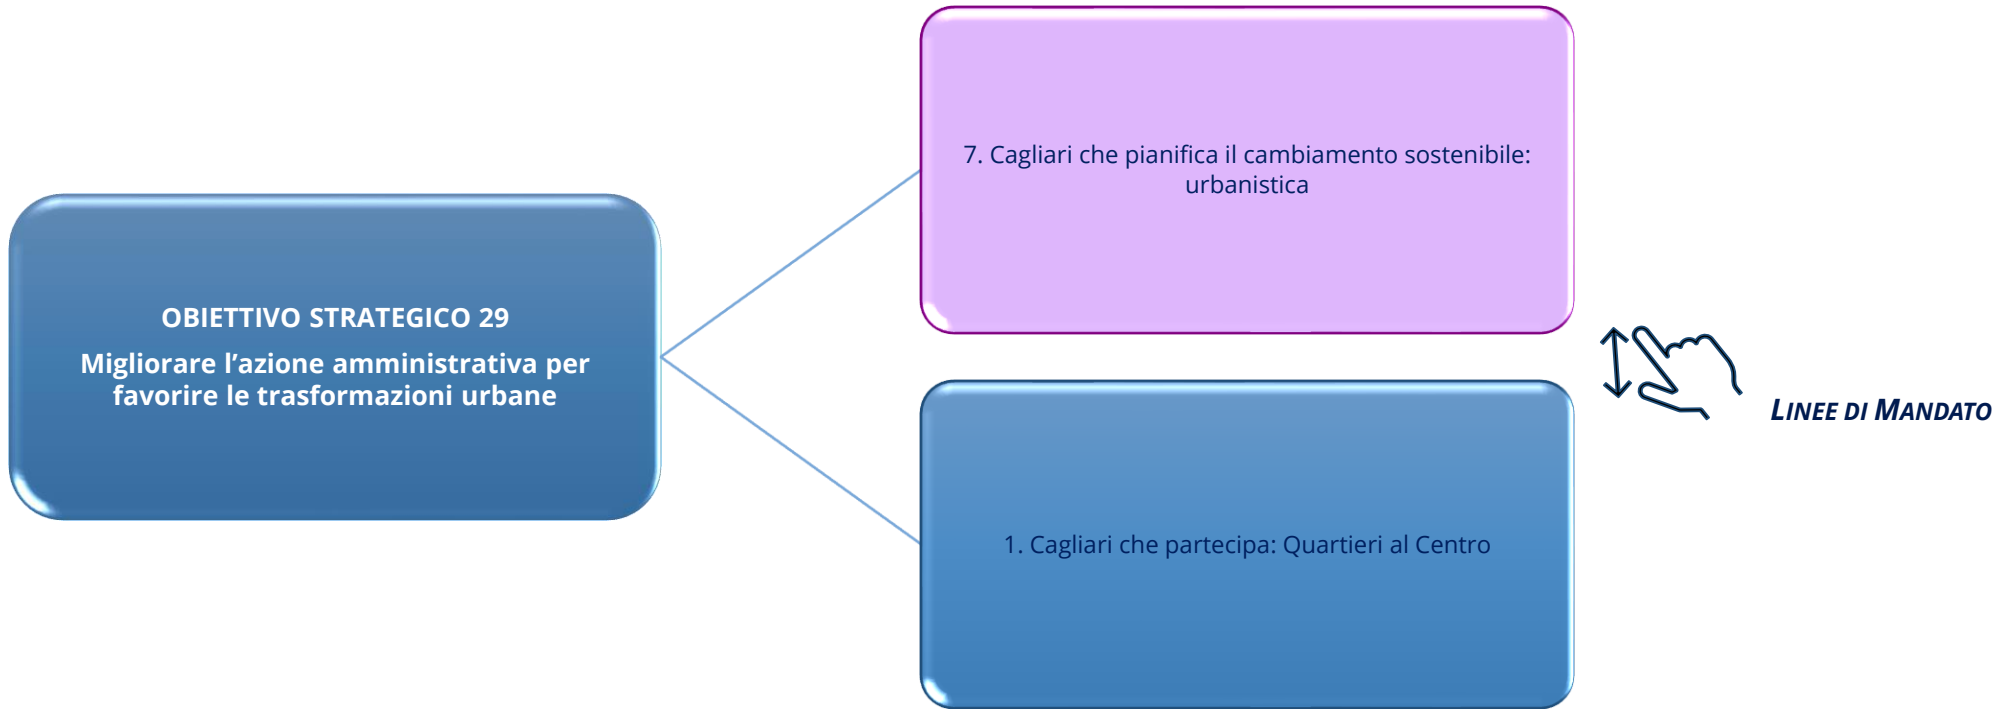 OBIETTIVO STRATEGICO 29
Migliorare l’azione amministrativa per
favorire le trasformazioni urbane
7. Cagliari che pianifica il cambiamento sostenibile:
urbanistica
1. Cagliari che partecipa: Quartieri al Centro
LINEE DI MANDATO